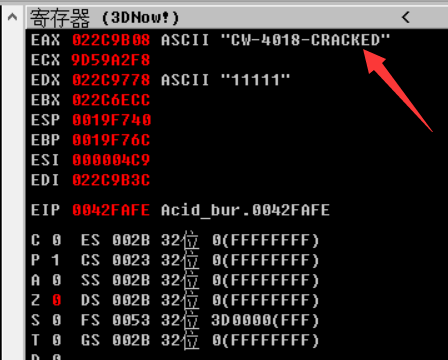 寄存器 (3DNow!) <
EAX 022C9B08 ASCII "CW-4018-CRACKED"
ECX 9D59A2F8
EDX 022C9778 ASCII "11111"
EBX 022C6ECC
ESP 0019F740
EBP 0019F76C
ESI 000004C9
EDI 022C9B3C
EIP 0042FAFE Acid_bur.0042FAFE
C 0 ES 002B 32位 0(FFFFFFFF)
P 1 CS 0023 32位 0(FFFFFFFF)
A 0 SS 002B 32位 0(FFFFFFFF)
Z 0 DS 002B 32位 0(FFFFFFFF)
S 0 FS 0053 32位 3D0000(FFF)
T 0 GS 002B 32位 0(FFFFFFFF)